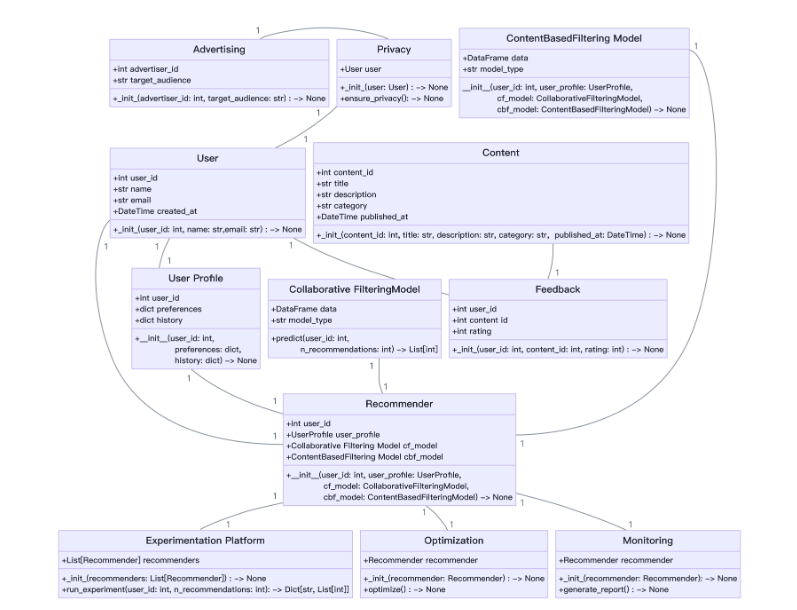 1
Advertising
+int advertiser_id
+str target_audience
+_init_(advertiser_id: int, target_audience: str) : -> None
Privacy
+User user
+_init_(user: User) : -> None
+ensure_privacy(): -> None
ContentBasedFiltering Model
+DataFrame data
+str model_type
__init__(user_id: int, user_profile: UserProfile,
cf_model: CollaborativeFilteringModel,
cbf_model: ContentBasedFilteringModel) -> None
1
1
1
User
+int user_id
+str name
+str email
+DateTime created_at
+_init_(user_id: int, name: str,email: str) : -> None
Content
+int content_id
+str title
+str description
+str category
+DateTime published_at
+_init_(content_id: int, title: str, description: str, category: str, published_at: DateTime) : -> None
1
1
1
1
1
User Profile
+int user_id
+dict preferences
+dict history
+__init__(user_id: int,
preferences: dict,
history: dict) -> None
Collaborative FilteringModel
+DataFrame data
+str model_type
+predict(user_id: int,
n_recommendations: int) -> List[int]
Feedback
+int user_id
+int content id
+int rating
+_init_(user_id: int, content_id: int, rating: int) : -> None
1
1
1
1
Recommender
+int user_id
+UserProfile user_profile
+Collaborative Filtering Model cf_model
+ContentBasedFiltering Model cbf_model
+__init__(user_id: int, user_profile: UserProfile,
cf_model: CollaborativeFilteringModel,
cbf_model: ContentBasedFilteringModel) -> None
1
1
1
1
1
1
1
1
Experimentation Platform
+List[Recommender] recommenders
+_init_(recommenders: List[Recommender]) : -> None
+run_experiment(user_id: int, n_recommendations: int): -> Dict[str, List[int]]
Optimization
+Recommender recommender
+_init_(recommender: Recommender) : -> None
+optimize() : -> None
Monitoring
+Recommender recommender
+_init_(recommender: Recommender): -> None
+generate_report() : -> None